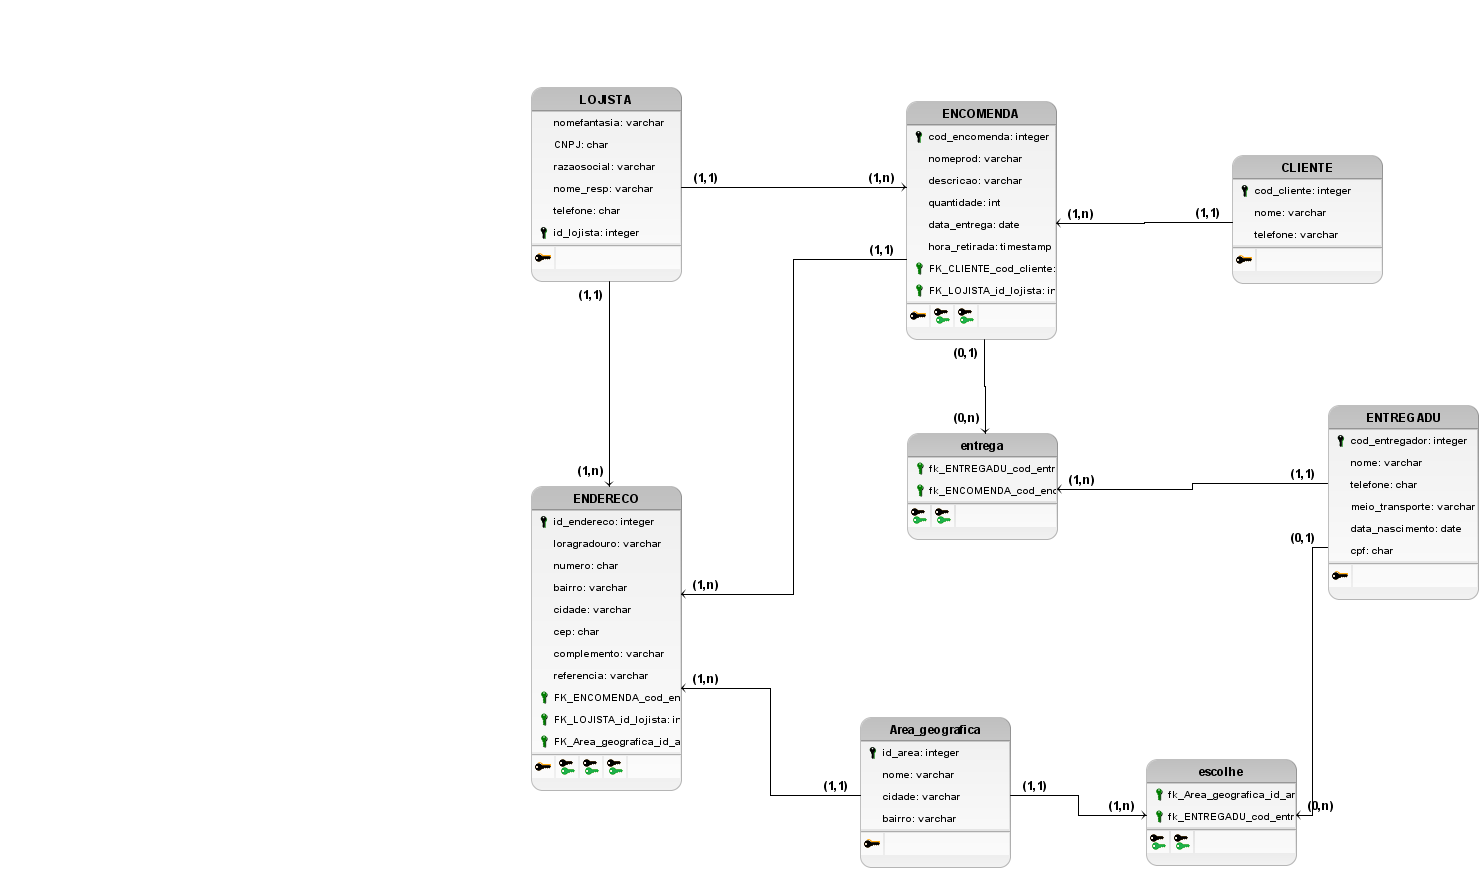 LOJISTA
nomefantasia: varchar
CNPJ: char
razaosocial: varchar
nome_resp: varchar
telefone: char
id_lojista: integer
(1,1)
(1,n)
(1,1)
(1,n)
ENCOMENDA
cod_encomenda: integer
nomeprod: varchar
descricao: varchar
quantidade: int
data_entrega: date
hora_retirada: timestamp
FK_CLIENTE_cod_cliente:
FK_LOJISTA_id_lojista: in
(1,1)
(0,1)
(0,n)
CLIENTE
cod_cliente: integer
nome: varchar
telefone: varchar
(1,n)
(1,1)
entrega
fk_ENTREGADU_cod_entr
fk_ENCOMENDA_cod_enc
(1,n)
(1,1)
ENTREGADU
cod_entregador: integer
nome: varchar
telefone: char
meio_transporte: varchar
data_nascimento: date
cpf: char
(0,1)
ENDERECO
id_endereco: integer
loragradouro: varchar
numero: char
bairro: varchar
cidade: varchar
cep: char
complemento: varchar
referencia: varchar
FK_ENCOMENDA_cod_en
FK_LOJISTA_id_lojista: in
FK_Area_geografica_id_a
(1,n)
(1,n)
Area_geografica
id_area: integer
nome: varchar
cidade: varchar
bairro: varchar
(1,1)
(1,1)
escolhe
fk_Area_geografica_id_ar
fk_ENTREGADU_cod_entr
(1,n)
(0,n)